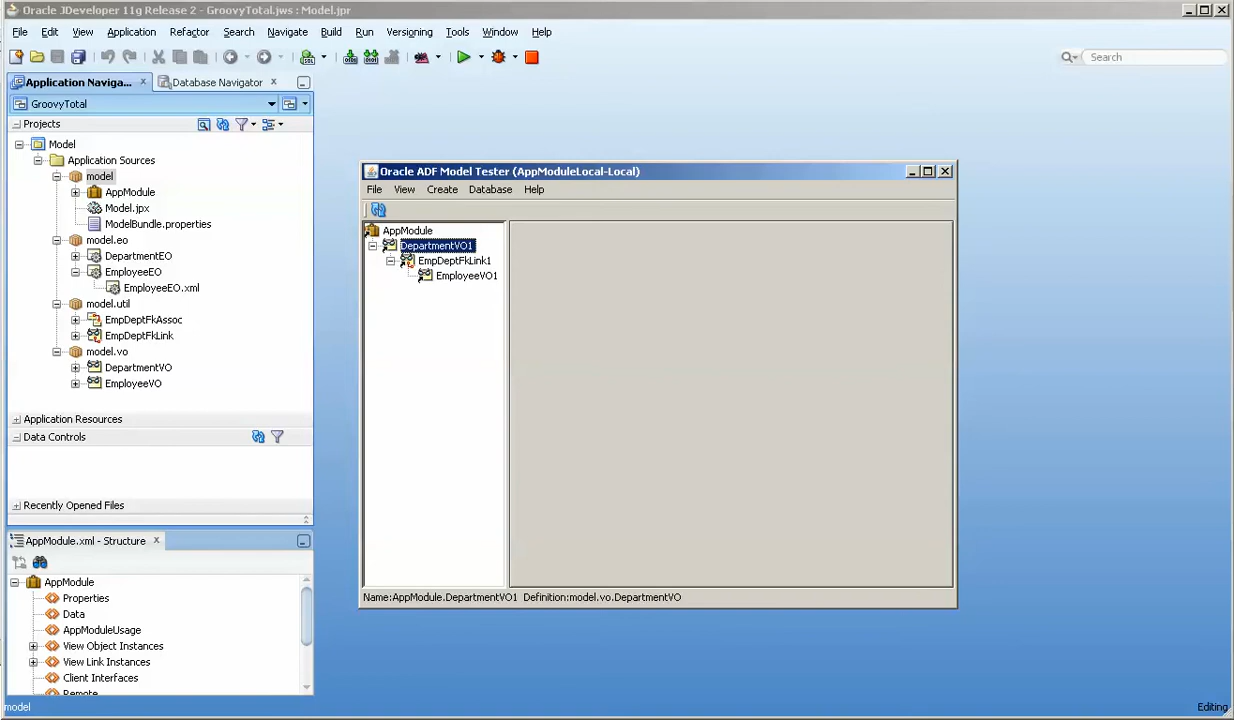 Oracle JDeveloper 11g Release 2 - GroovyTotal.jws : Model.jpr
File Edit View Application Refactor Search Navigate Build Run Versioning Tools Window Help
Search
Application Naviga... Database Navigator
GroovyTotal
Projects
Model
Application Sources
model
AppModule
Model.jpx
ModelBundle.properties
model.eo
DepartmentEO
EmployeeEO
EmployeeEO.xml
model.util
EmpDeptFkAssoc
EmpDeptFkLink
model.vo
DepartmentVO
EmployeeVO
Application Resources
Data Controls
Recently Opened Files
AppModule.xml - Structure
AppModule
Properties
Data
AppModuleUsage
View Object Instances
View Link Instances
Client Interfaces
Remote
model
Editing
Oracle ADF Model Tester (AppModuleLocal-Local)
File View Create Database Help
AppModule
DepartmentVO1
EmpDeptFkLink1
EmployeeVO1
Name:AppModule.DepartmentVO1 Definition:model.vo.DepartmentVO